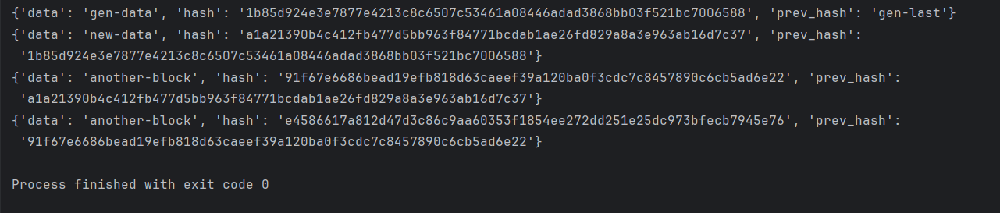 {'data': 'gen-data', 'hash': '1b85d924e3e7877e4213c8c6507c53461a08446adad3868bb03f521bc7006588', 'prev_hash': 'gen-last'}
{'data': 'new-data', 'hash': 'a1a21390b4c412fb477d5bb963f84771bcdab1ae26fd829a8a3e963ab16d7c37', 'prev_hash':
'1b85d924e3e7877e4213c8c6507c53461a08446adad3868bb03f521bc7006588'}
{'data': 'another-block', 'hash': '91f67e6686bead19efb818d63caeef39a120ba0f3cdc7c8457890c6cb5ad6e22', 'prev_hash':
'a1a21390b4c412fb477d5bb963f84771bcdab1ae26fd829a8a3e963ab16d7c37'}
{'data': 'another-block', 'hash': 'e4586617a812d47d3c86c9aa60353f1854ee272dd251e25dc973bfecb7945e76', 'prev_hash':
'91f67e6686bead19efb818d63caeef39a120ba0f3cdc7c8457890c6cb5ad6e22'}
Process finished with exit code 0